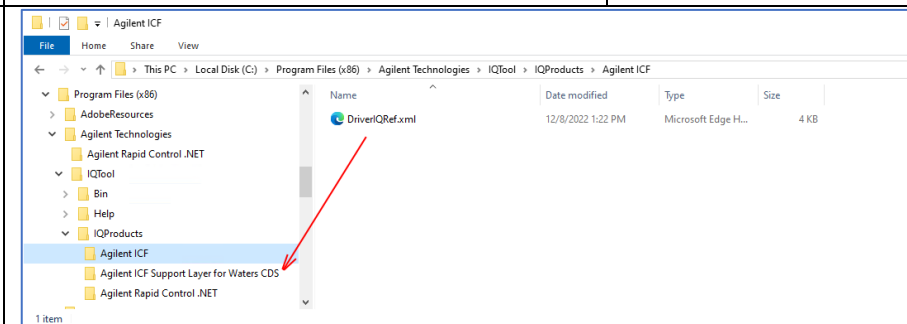 Agilent ICF
File Home Share View
This PC > Local Disk (C:) > Program Files (x86) > Agilent Technologies > IQTool > IQProducts > Agilent ICF
Program Files (x86)
AdobeResources
Agilent Technologies
Agilent Rapid Control .NET
IQTool
Bin
Help
IQProducts
Agilent ICF
Agilent ICF Support Layer for Waters CDS
Agilent Rapid Control .NET
Name Date modified Type Size
DriverIQRef.xml 12/8/2022 1:22 PM Microsoft Edge H... 4 KB
1 item